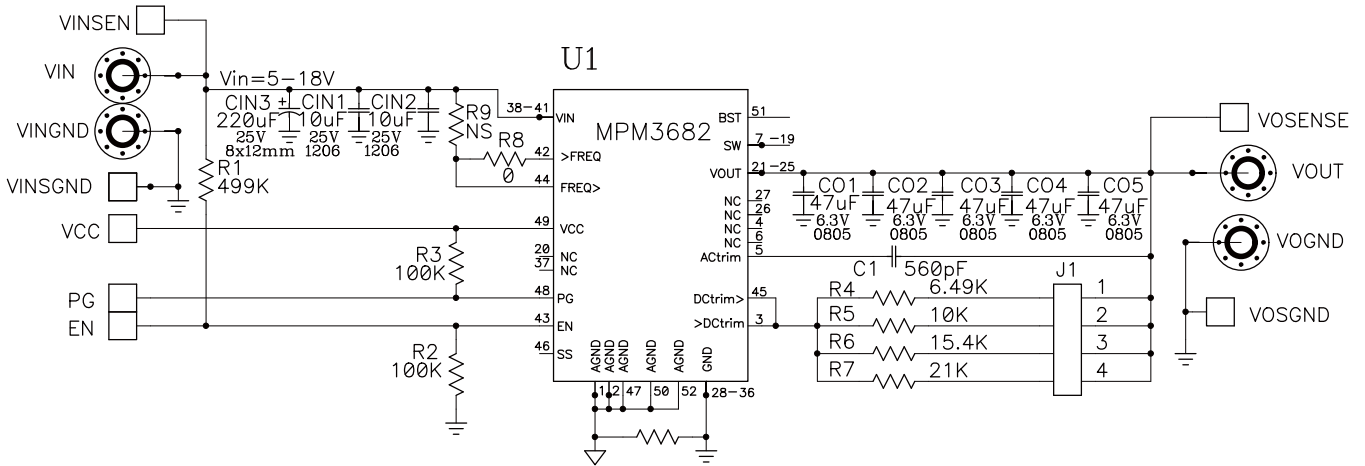 VINSEN
VIN
VINGND
VINSGND
VCC
PG
EN
Vin=5-18V
CIN3 +
220uF
25V
8x12mm
CIN1
10uF
25V
1206
CIN2
10uF
25V
1206
R9
NS
R8
0
R1
499K
R3
100K
R2
100K
U1
MPM3682
38-41
VIN
42
>FREQ
44
FREQ>
49
VCC
20
NC
37
NC
48
PG
43
EN
46
SS
AGND
AGND
AGND
AGND
AGND
GND
1
2
47
50
52
28-36
BST
51
SW
7
-19
VOUT
21
-25
NC
27
NC
26
NC
4
NC
6
ACtrim
5
DCtrim>
45
>DCtrim
3
CO1
47uF
6.3V
0805
CO2
47uF
6.3V
0805
CO3
47uF
6.3V
0805
CO4
47uF
6.3V
0805
CO5
47uF
6.3V
0805
C1
560pF
J1
R4
6.49K
1
R5
10K
2
R6
15.4K
3
R7
21K
4
VOSENSE
VOUT
VOGND
VOSGND